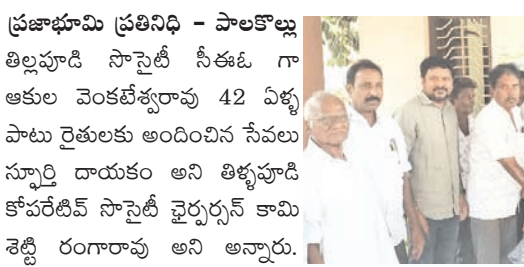 ప్రజాభూమి ప్రతినిధి - పాలకొల్లు
తిల్లపూడి సొసైటీ సీఈఓ గా
ఆకుల వెంకటేశ్వరావు 42 ఏళ్ళ
పాటు రైతులకు అందించిన సేవలు
స్ఫూర్తి దాయకం అని తిళ్ళపూడి
కోపరేటివ్ సొసైటీ ఛైర్పర్సన్ కామి
శెట్టి రంగారావు అని అన్నారు.